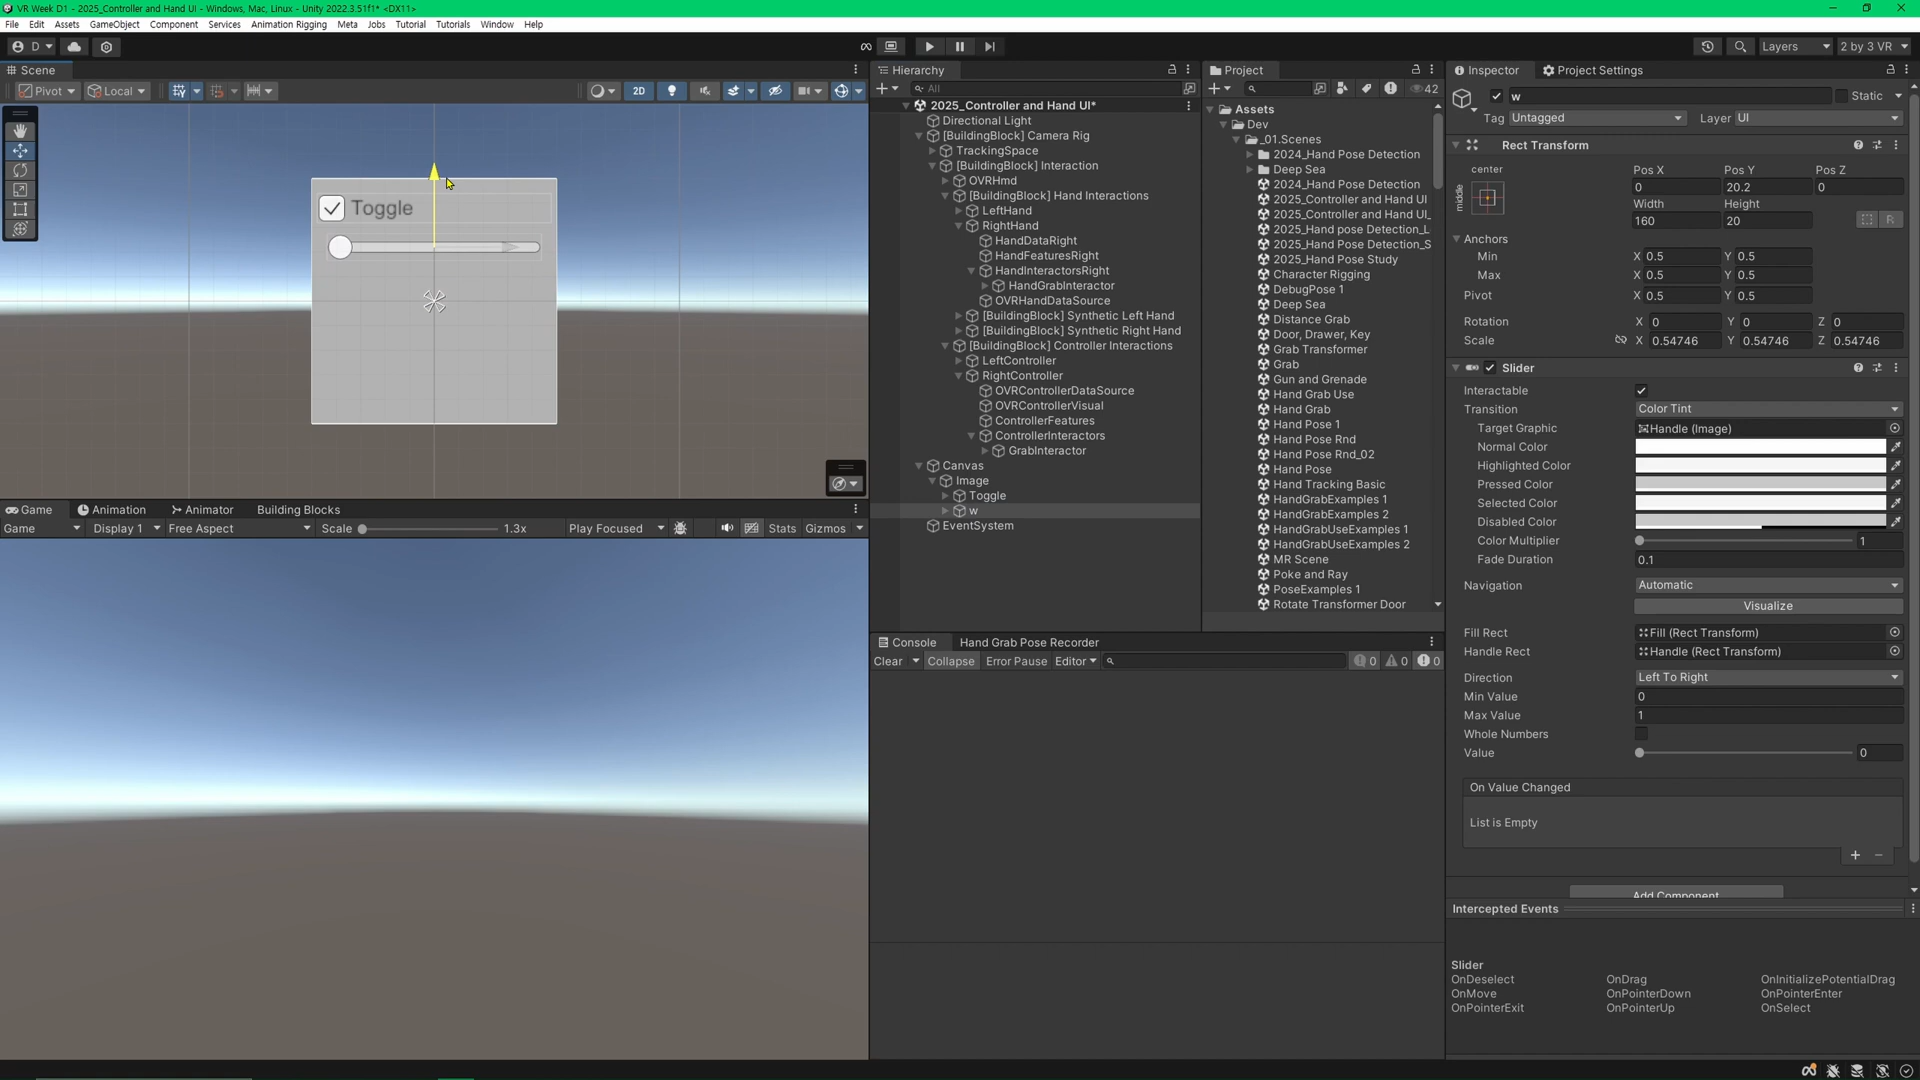 VR Week D1 - 2025_Controller and Hand UI - Windows, Mac, Linux - Unity 2022.3.51f1* <DX11>
File Edit Assets GameObject Component Services Animation Rigging Meta Jobs Tutorial Tutorials Window Help
D Layers 2 by 3 VR
Scene
Pivot Local 2D
Toggle
Game Animation Animator Building Blocks
Game Display 1 Free Aspect Scale 1.3x Play Focused Stats Gizmos
Hierarchy
All
2025_Controller and Hand UI*
Directional Light
[BuildingBlock] Camera Rig
TrackingSpace
[BuildingBlock] Interaction
OVRHmd
[BuildingBlock] Hand Interactions
LeftHand
RightHand
HandDataRight
HandFeaturesRight
HandInteractorsRight
HandGrabInteractor
OVRHandDataSource
[BuildingBlock] Synthetic Left Hand
[BuildingBlock] Synthetic Right Hand
[BuildingBlock] Controller Interactions
LeftController
RightController
OVRControllerDataSource
OVRControllerVisual
ControllerFeatures
ControllerInteractors
GrabInteractor
Canvas
Image
Toggle
w
EventSystem
Project
42
Assets
Dev
_01.Scenes
2024_Hand Pose Detection
Deep Sea
2024_Hand Pose Detection
2025_Controller and Hand UI
2025_Controller and Hand UI_
2025_Hand pose Detection_L
2025_Hand Pose Detection_S
2025_Hand Pose Study
Character Rigging
DebugPose 1
Deep Sea
Distance Grab
Door, Drawer, Key
Grab Transformer
Grab
Gun and Grenade
Hand Grab Use
Hand Grab
Hand Pose 1
Hand Pose Rnd
Hand Pose Rnd_02
Hand Pose
Hand Tracking Basic
HandGrabExamples 1
HandGrabExamples 2
HandGrabUseExamples 1
HandGrabUseExamples 2
MR Scene
Poke and Ray
PoseExamples 1
Rotate Transformer Door
Console Hand Grab Pose Recorder
Clear Collapse Error Pause Editor 0 0 0
Inspector Project Settings
w Static
Tag Untagged Layer UI
Rect Transform
center Pos X Pos Y Pos Z
middle 0 20.2 0
Width Height
160 20 R
Anchors
Min X 0.5 Y 0.5
Max X 0.5 Y 0.5
Pivot X 0.5 Y 0.5
Rotation X 0 Y 0 Z 0
Scale X 0.54746 Y 0.54746 Z 0.54746
Slider
Interactable
Transition Color Tint
Target Graphic Handle (Image)
Normal Color
Highlighted Color
Pressed Color
Selected Color
Disabled Color
Color Multiplier 1
Fade Duration 0.1
Navigation Automatic
Visualize
Fill Rect Fill (Rect Transform)
Handle Rect Handle (Rect Transform)
Direction Left To Right
Min Value 0
Max Value 1
Whole Numbers
Value 0
On Value Changed
List is Empty
Add Component
Intercepted Events
Slider
OnDeselect OnDrag OnInitializePotentialDrag
OnMove OnPointerDown OnPointerEnter
OnPointerExit OnPointerUp OnSelect